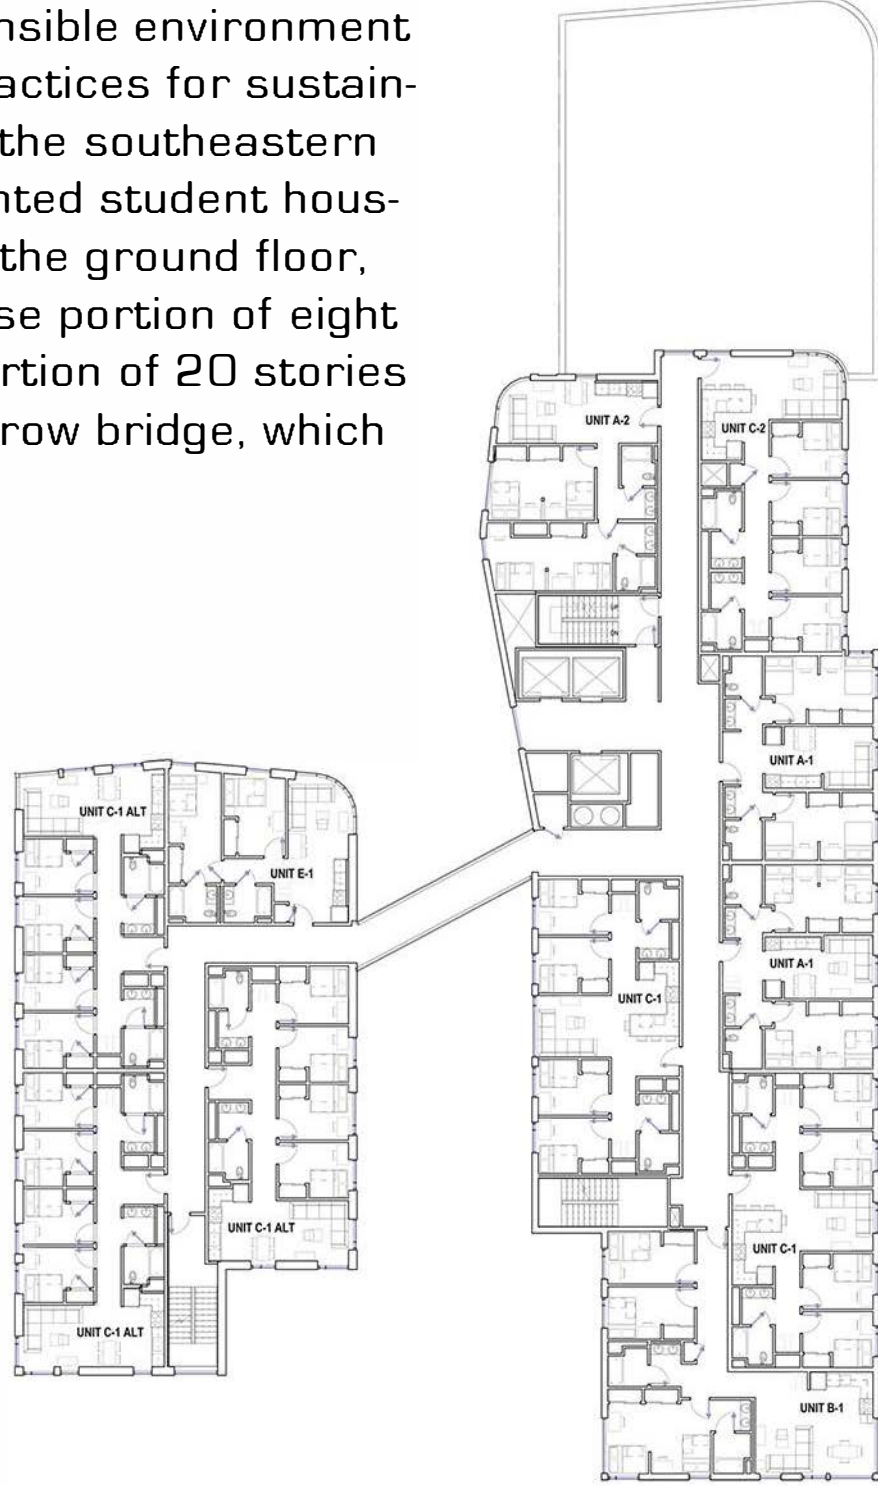 nsible environment
actices for sustain-
the southeastern
nted student hous-
the ground floor,
se portion of eight
rtion of 20 stories
row bridge, which
UNIT A-2
UNIT C-2
UNIT A-1
UNIT C-1 ALT
UNIT E-1
UNIT A-1
UNIT C-1
UNIT C-1 ALT
UNIT C-1
UNIT C-1 ALT
UNIT B-1